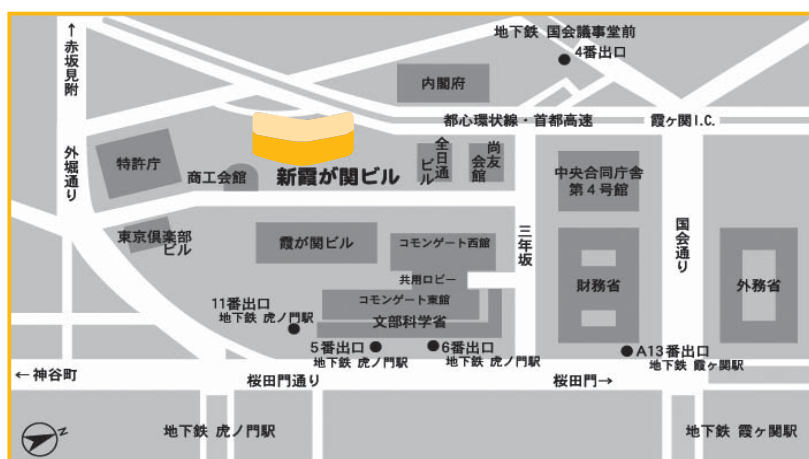 ↑赤坂見附
外堀通り
地下鉄 国会議事堂前
4番出口
内閣府
都心環状線・首都高速
霞ヶ関I.C.
特許庁
商工会館
新霞が関ビル
全日通
ビル
尚友
会館
中央合同庁舎
第4号館
東京倶楽部
ビル
霞が関ビル
コモンゲート西館
共用ロビー
コモンゲート東館
文部科学省
三年坂
国会通り
財務省
外務省
11番出口
地下鉄 虎ノ門駅
5番出口
地下鉄 虎ノ門駅
6番出口
地下鉄 虎ノ門駅
A13番出口
地下鉄 霞ヶ関駅
←神谷町
桜田門通り
桜田門→
N
地下鉄 虎ノ門駅
地下鉄 霞ヶ関駅